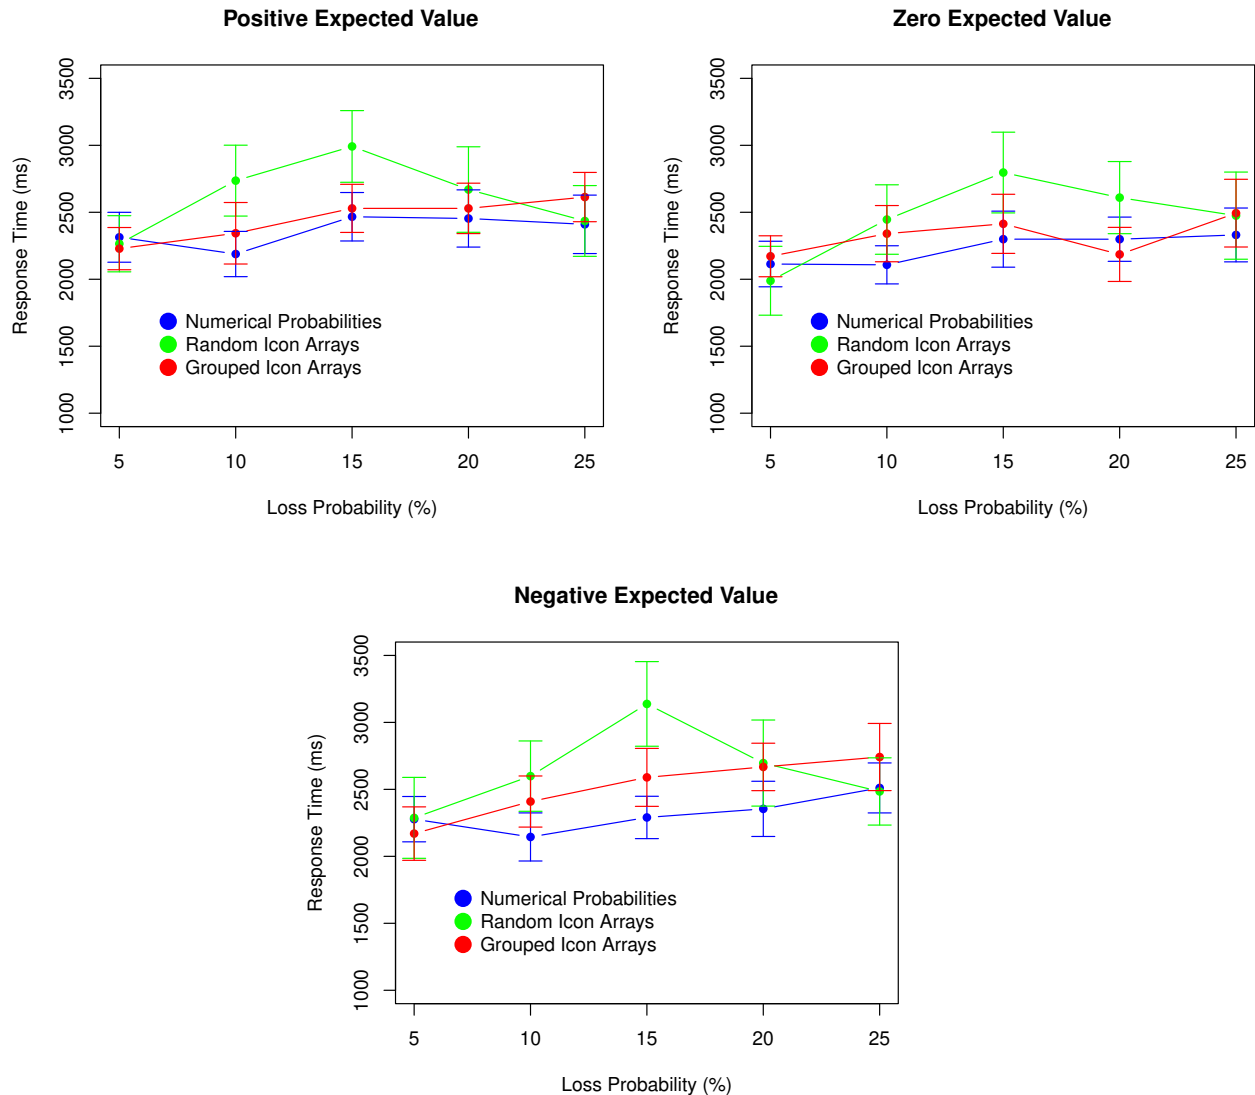 Positive Expected Value
Response Time (ms)
3500
3000
2500
2000
1500
1000
Numerical Probabilities
Random Icon Arrays
Grouped Icon Arrays
5 10 15 20 25
Loss Probability (%)
Zero Expected Value
Response Time (ms)
3500
3000
2500
2000
1500
1000
Numerical Probabilities
Random Icon Arrays
Grouped Icon Arrays
5 10 15 20 25
Loss Probability (%)
Negative Expected Value
Response Time (ms)
3500
3000
2500
2000
1500
1000
Numerical Probabilities
Random Icon Arrays
Grouped Icon Arrays
5 10 15 20 25
Loss Probability (%)